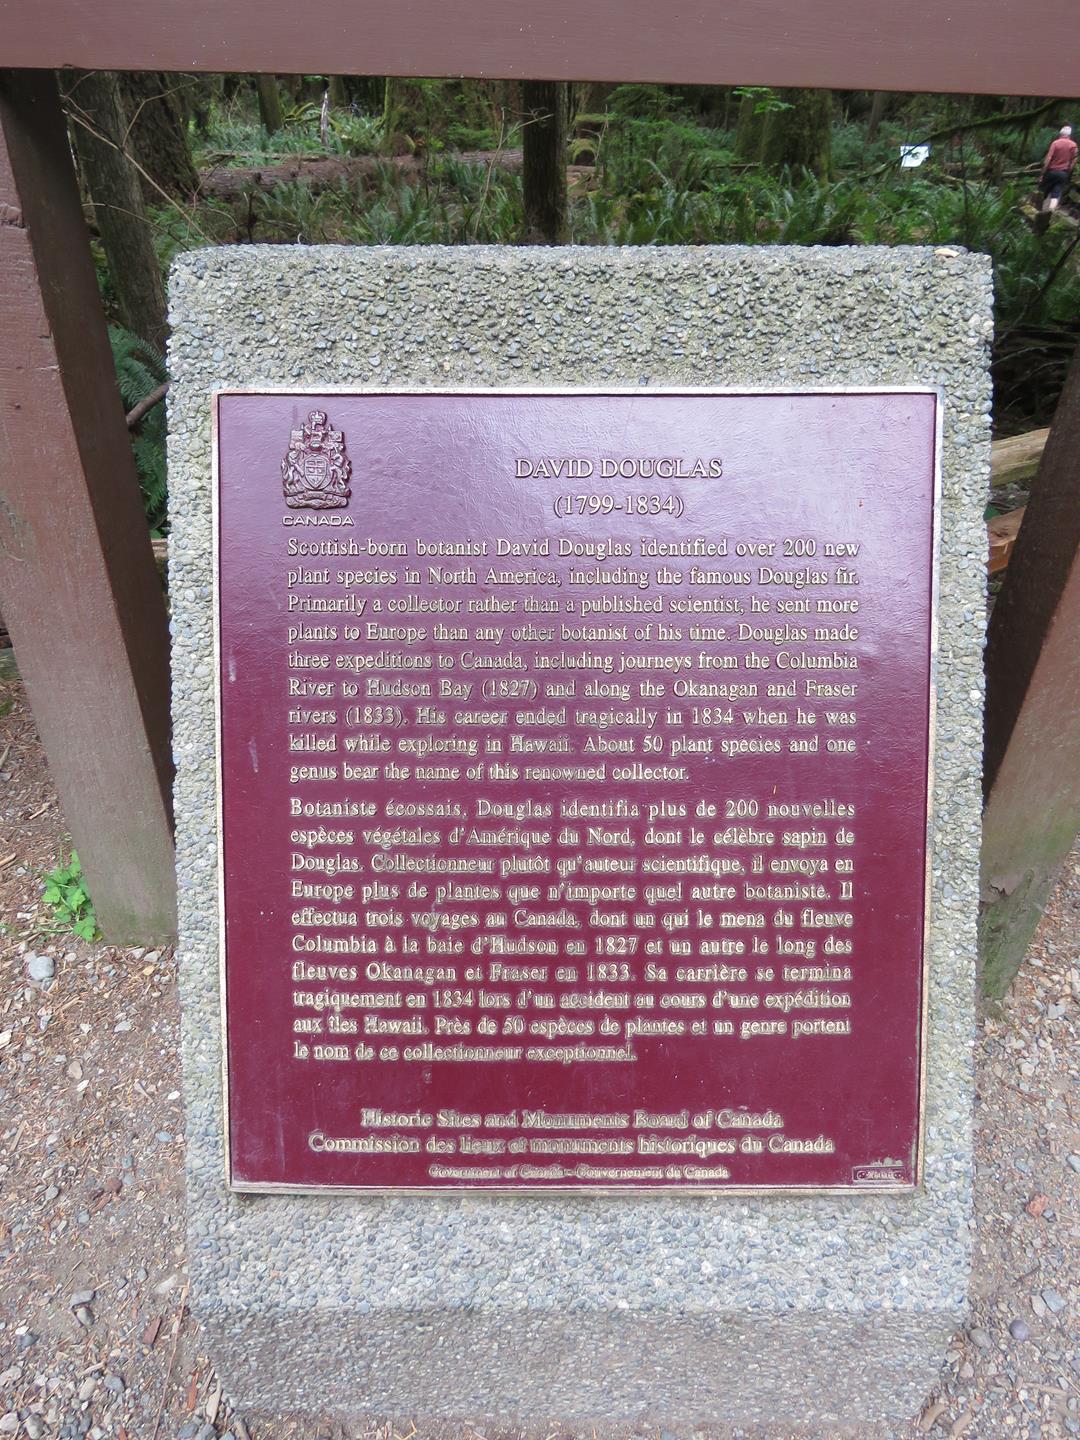 CANADA
DAVID DOUGLAS
(1799-1834)
Scottish-born botanist David Douglas identified over 200 new
plant species in North America, including the famous Douglas fir.
Primarily a collector rather than a published scientist, he sent more
plants to Europe than any other botanist of his time. Douglas made
three expeditions to Canada, including journeys from the Columbia
River to Hudson Bay (1827) and along the Okanagan and Fraser
rivers (1833). His career ended tragically in 1834 when he was
killed while exploring in Hawaii. About 50 plant species and one
genus bear the name of this renowned collector.
Botaniste écossais, Douglas identifia plus de 200 nouvelles
espèces végétales d'Amérique du Nord, dont le célèbre sapin de
Douglas. Collectionneur plutôt qu'auteur scientifique, il envoya en
Europe plus de plantes que n'importe quel autre botaniste. Il
effectua trois voyages au Canada, dont un qui le mena du fleuve
Columbia à la baie d'Hudson en 1827 et un autre le long des
fleuves Okanagan et Fraser en 1833. Sa carrière se termina
tragiquement en 1834 lors d'un accident au cours d'une expédition
aux îles Hawaii. Près de 50 espèces de plantes et un genre portent
le nom de ce collectionneur exceptionnel.
Historic Sites and Monuments Board of Canada
Commission des lieux et monuments historiques du Canada
Government of Canada - Gouvernement du Canada